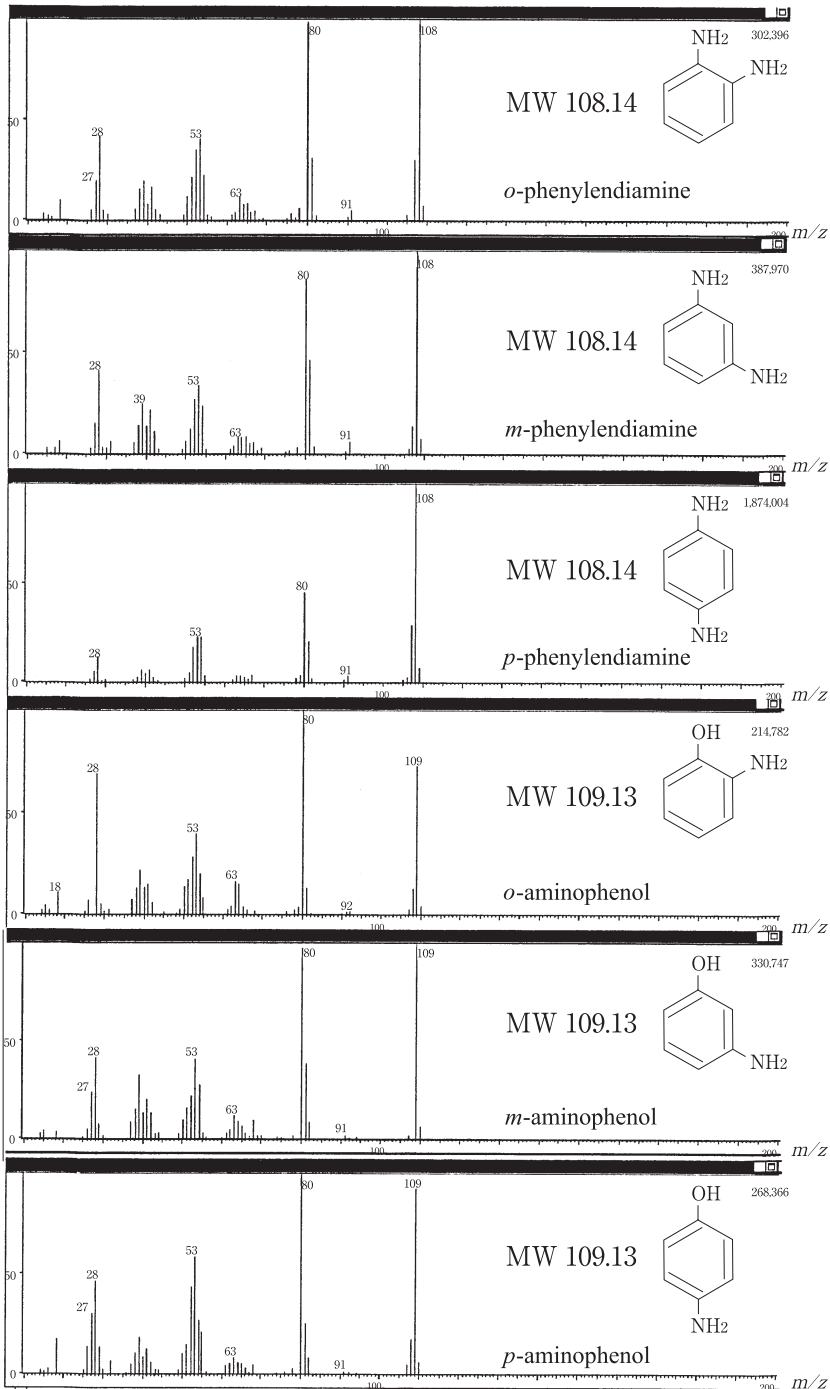 80
108
NH2
302,396
NH2
MW 108.14
50
28
53
27
63
91
o-phenylendiamine
0
100
200
m/z
80
108
NH2
387,970
MW 108.14
50
28
39
53
63
91
NH2
m-phenylendiamine
0
100
200
m/z
108
NH2
1,874,004
MW 108.14
50
80
28
53
91
NH2
p-phenylendiamine
0
100
200
m/z
80
OH
214,782
NH2
28
109
MW 109.13
50
53
18
63
92
o-aminophenol
0
100
200
m/z
80
109
OH
330,747
MW 109.13
50
28
53
27
63
91
NH2
m-aminophenol
0
100
200
m/z
80
109
OH
268,366
MW 109.13
50
53
28
27
63
91
NH2
p-aminophenol
0
100
200
m/z